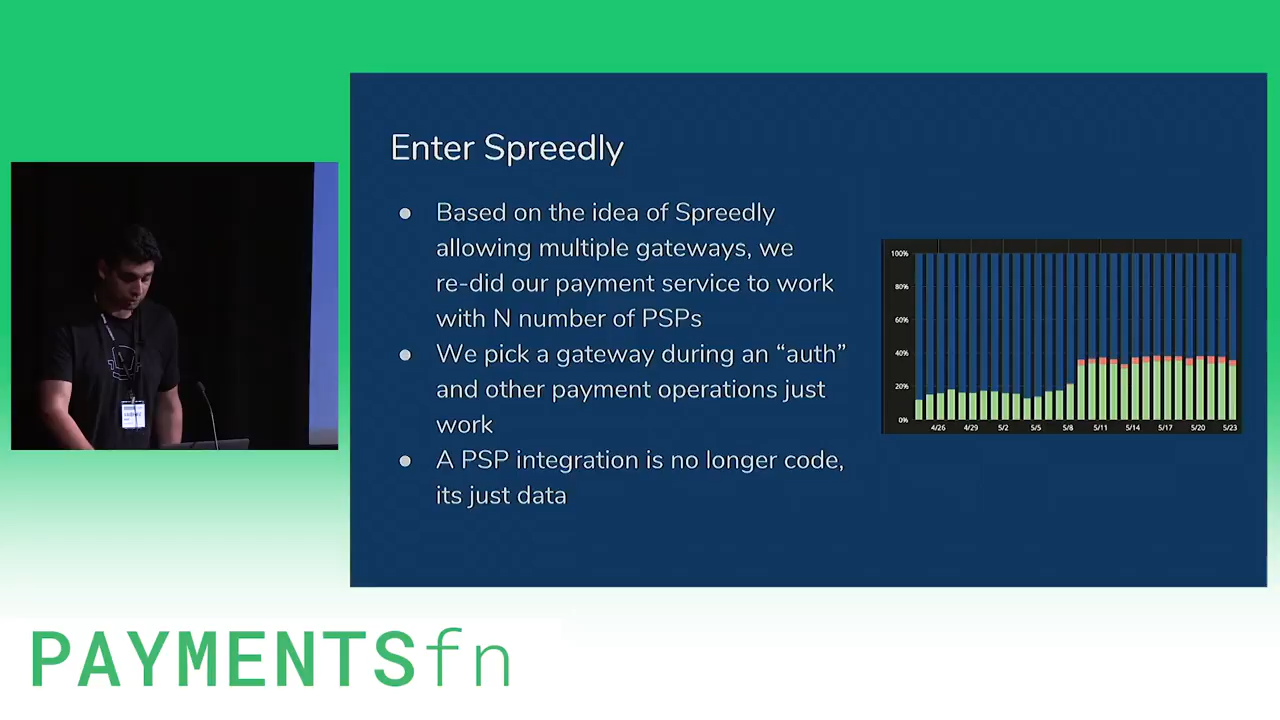 Enter Spreedly
● Based on the idea of Spreedly
allowing multiple gateways, we
re-did our payment service to work
with N number of PSPs
● We pick a gateway during an “auth”
and other payment operations just
work
● A PSP integration is no longer code,
its just data
100%
80%
60%
40%
20%
0%
4/26 4/29 5/2 5/5 5/8 5/11 5/14 5/17 5/20 5/23
PAYMENTSfn